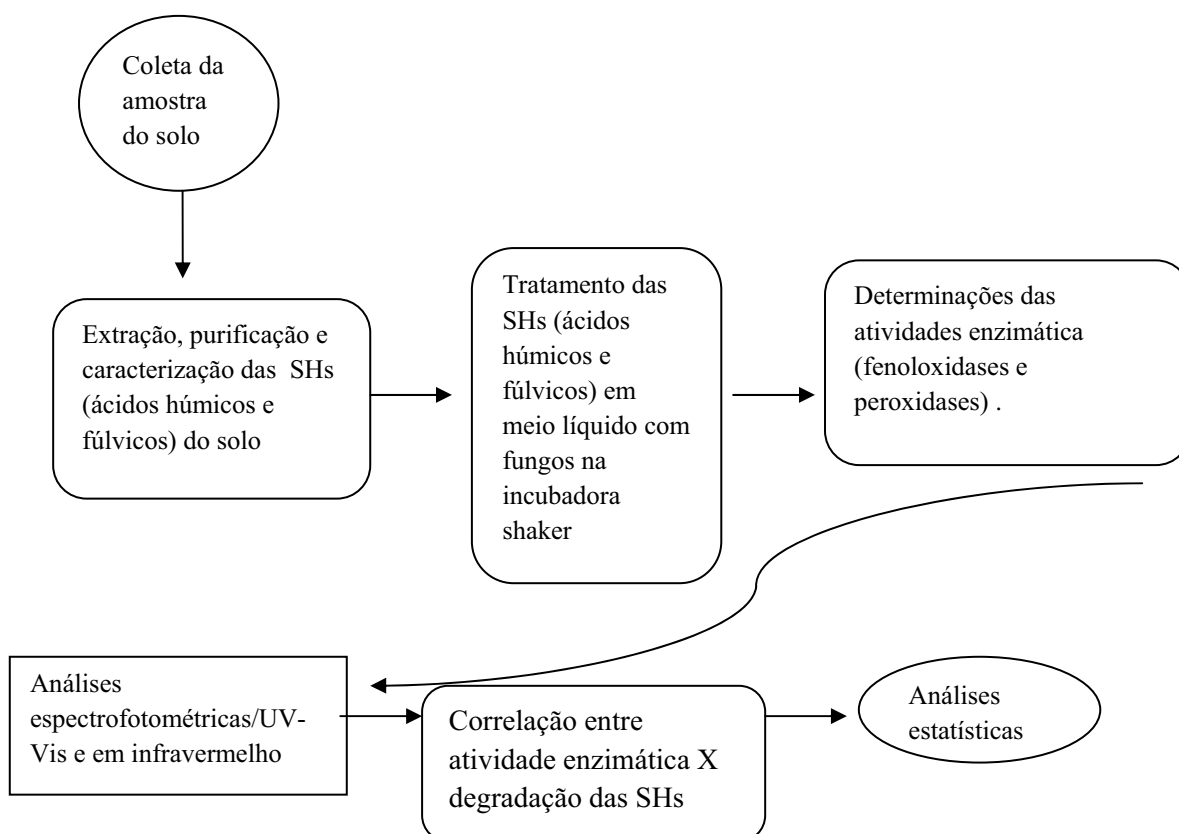 Coleta da
amostra
do solo
Extração, purificação e
caracterização das SHs
(ácidos húmicos e
fúlvicos) do solo
Tratamento das
SHs (ácidos
húmicos e
fúlvicos) em
meio líquido com
fungos na
incubadora
shaker
Determinações das
atividades enzimática
(fenoloxidases e
peroxidases) .
Análises
espectrofotométricas/UV-
Vis e em infravermelho
Correlação entre
atividade enzimática X
degradação das SHs
Análises
estatísticas